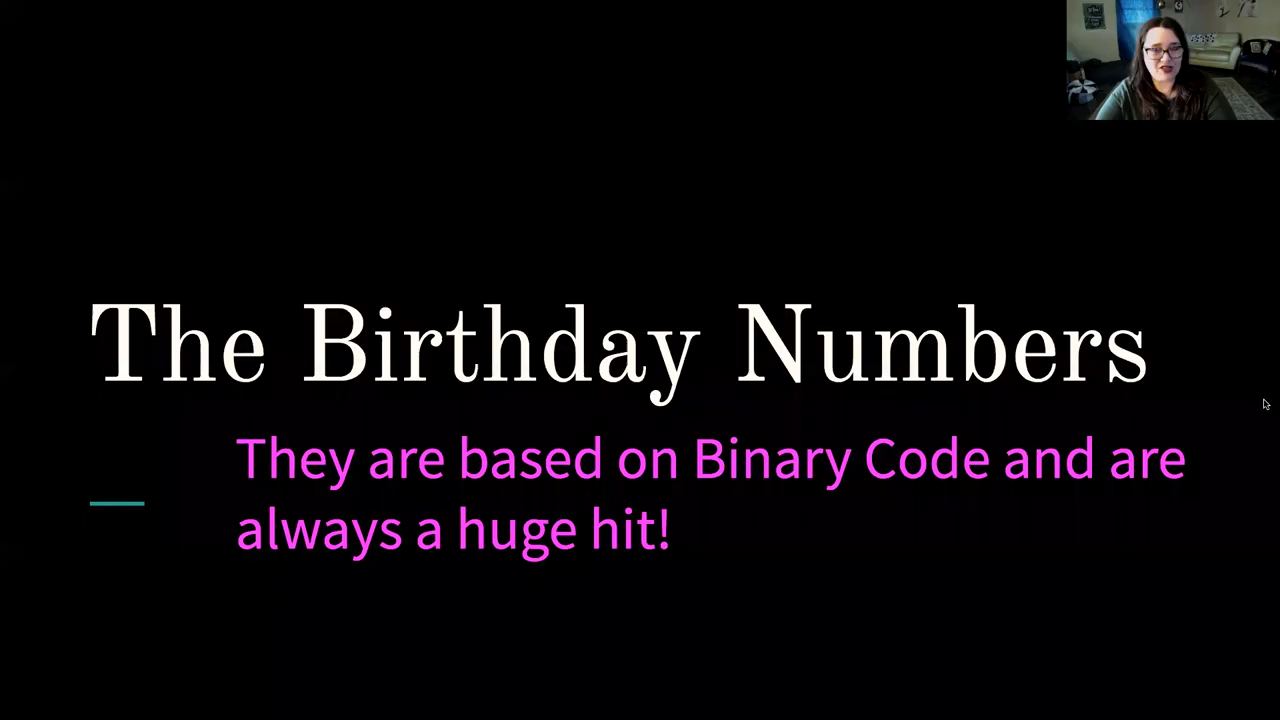 The Birthday Numbers
They are based on Binary Code and are
always a huge hit!